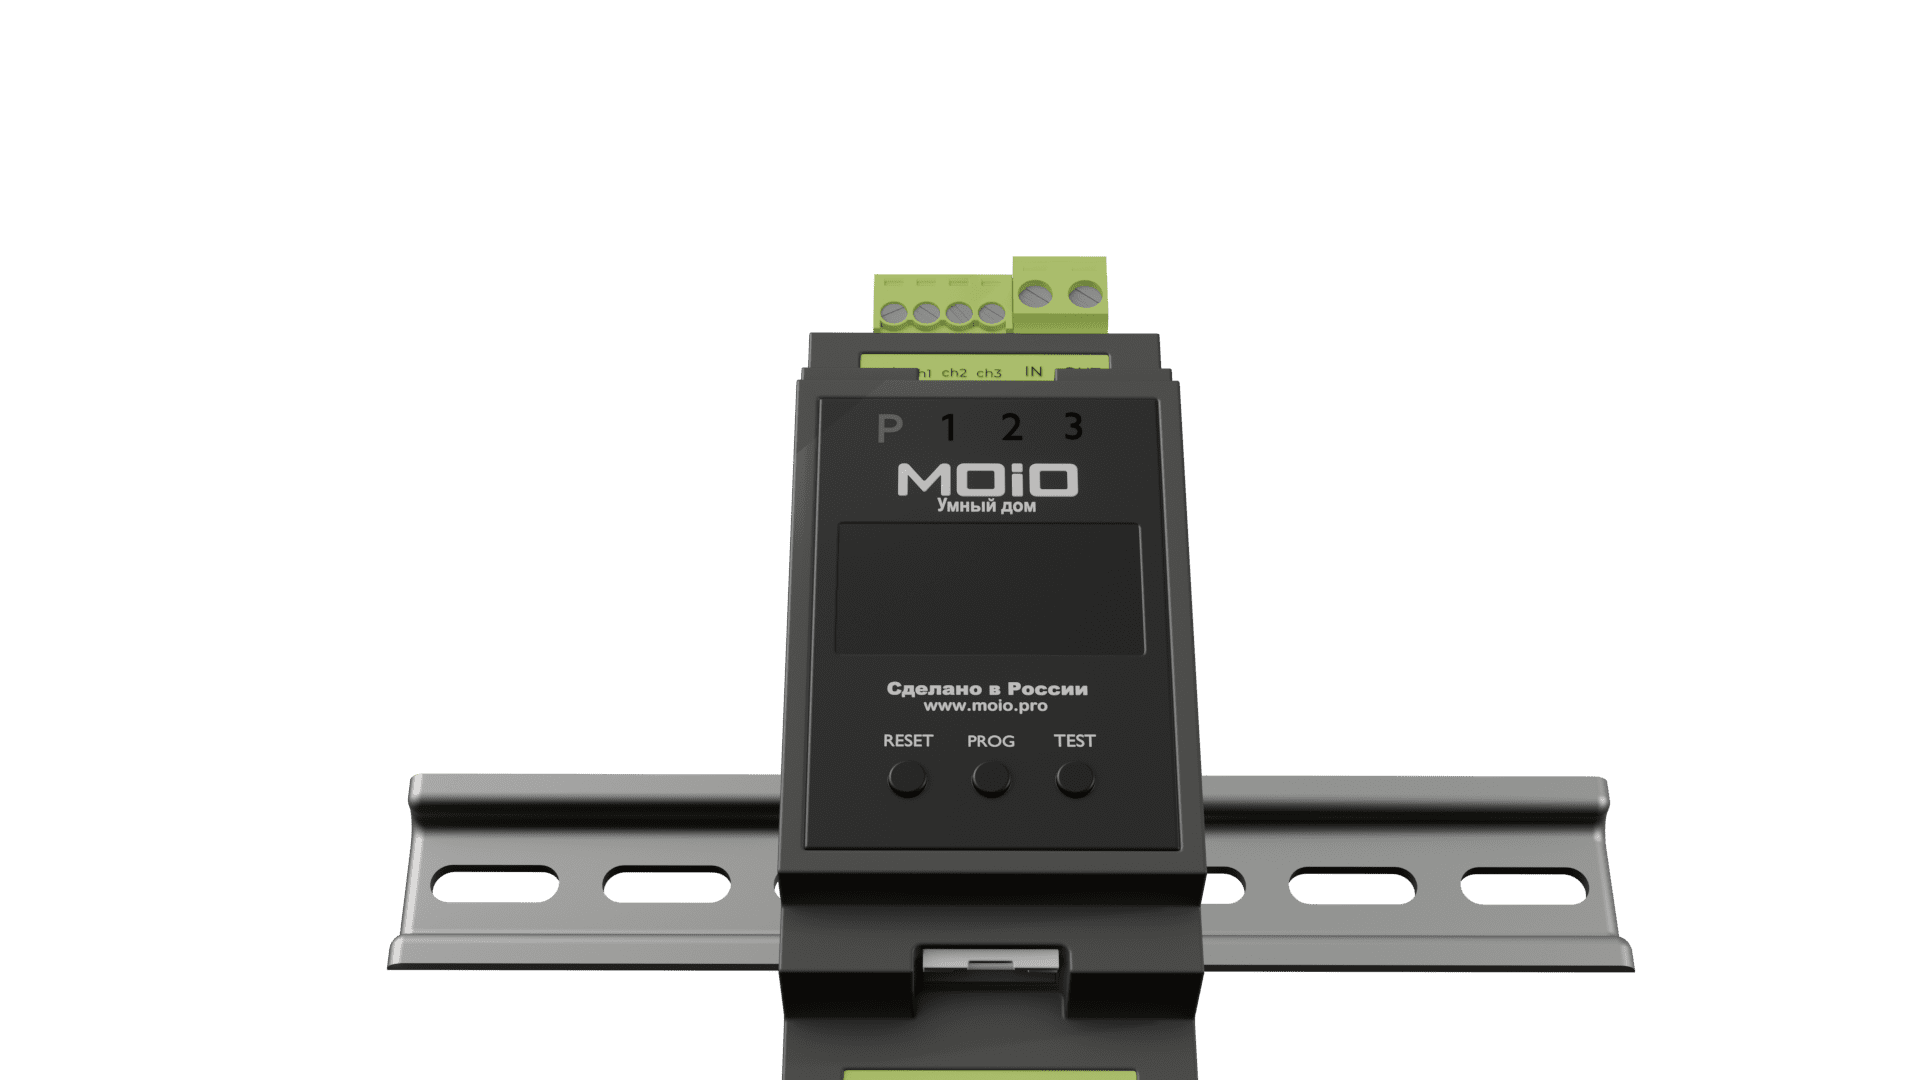 ch2 ch3 IN
P 1 2 3
MOiO
Умный дом
Сделано в России
www.moio.pro
RESET PROG TEST